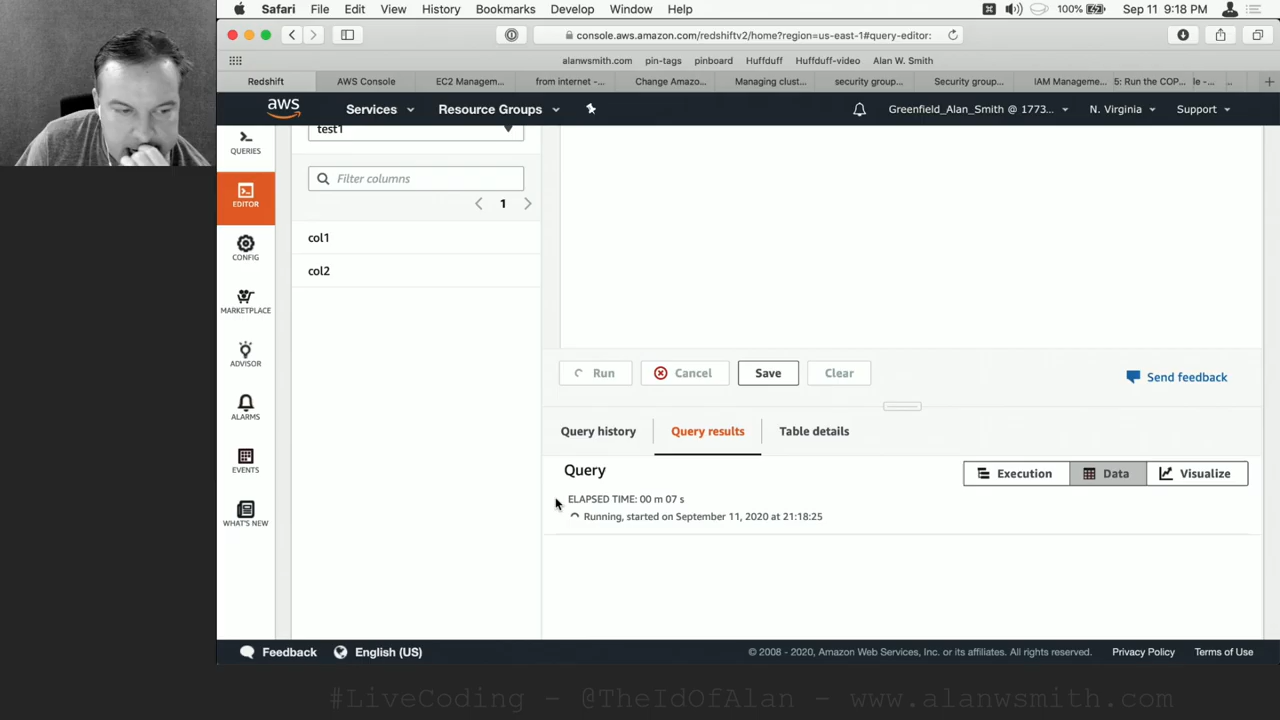 Safari File Edit View History Bookmarks Develop Window Help 100% Sep 11 9:18 PM
console.aws.amazon.com/redshiftv2/home?region=us-east-1#query-editor:
alanwsmith.com pin-tags pinboard Huffduff Huffduff-video Alan W. Smith
Redshift AWS Console EC2 Managem... from internet -... Change Amazo... Managing clust... security group... Security group... IAM Manageme... 5: Run the COP... le -...
aws Services Resource Groups Greenfield_Alan_Smith @ 1773... N. Virginia Support
test1
QUERIES
Filter columns
EDITOR
1
col1
CONFIG
col2
MARKETPLACE
ADVISOR
Run Cancel Save Clear Send feedback
ALARMS
Query history Query results Table details
EVENTS
Query Execution Data Visualize
ELAPSED TIME: 00 m 07 s
Running, started on September 11, 2020 at 21:18:25
WHAT'S NEW
Feedback English (US) © 2008 - 2020, Amazon Web Services, Inc. or its affiliates. All rights reserved. Privacy Policy Terms of Use
#LiveCoding - @TheIdOfAlan - www.alanwsmith.com